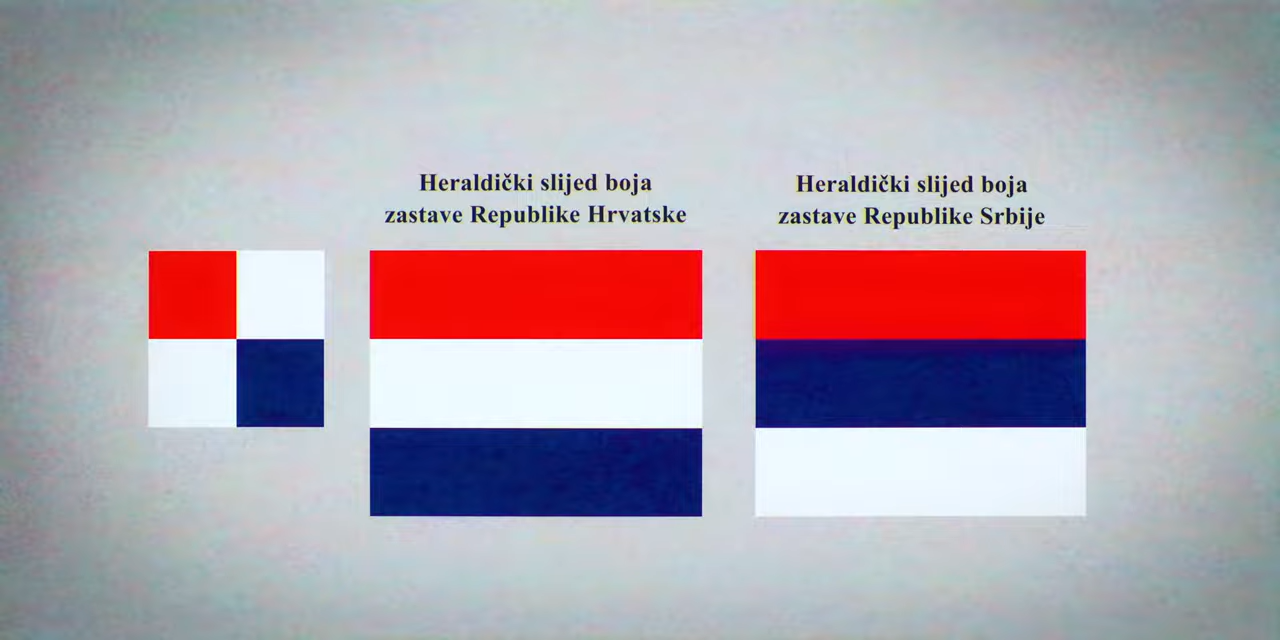 Heraldički slijed boja
zastave Republike Hrvatske
Heraldički slijed boja
zastave Republike Srbije